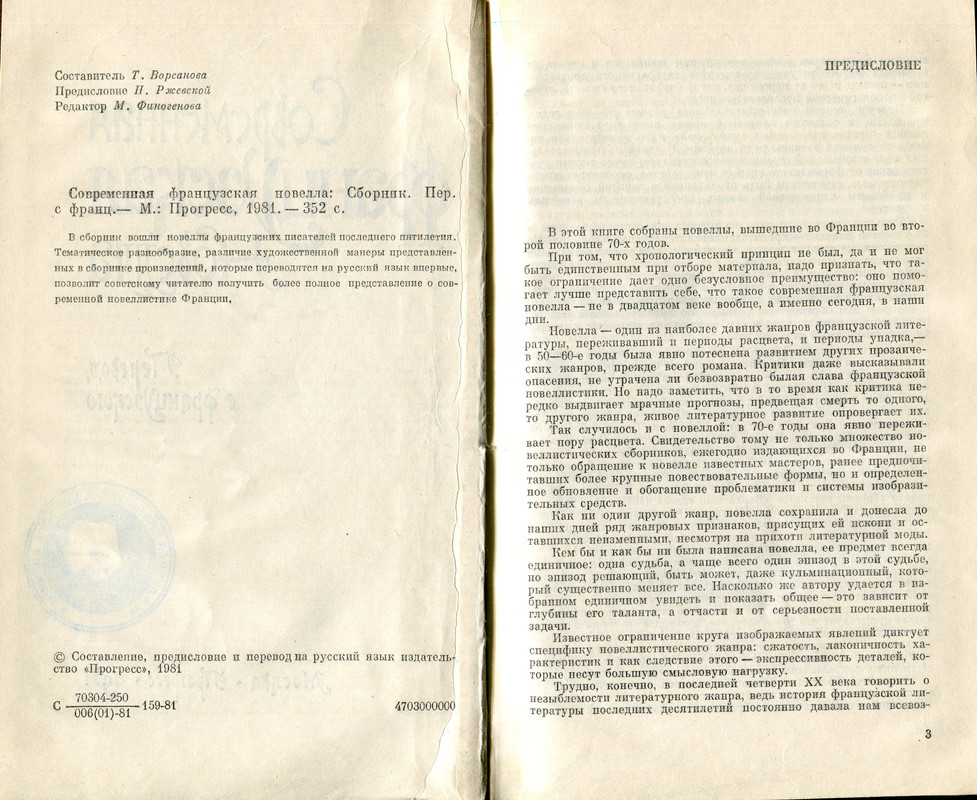 Составитель Т. Ворсанова
Предисловие Н. Ржевской
Редактор М. Финогенова
Современная французская новелла: Сборник. Пер.
с франц.— М.: Прогресс, 1981. — 352 с.
В сборник вошли новеллы французских писателей последнего пятилетия.
Тематическое разнообразие, различие художественной манеры представлен-
ных в сборнике произведений, которые переводятся на русский язык впервые,
позволит советскому читателю получить более полное представление о сов-
ременной новеллистике Франции.
© Составление, предисловие и перевод на русский язык издатель-
ство «Прогресс», 1981
С 70304-250
006(01)-81 159-81 4703000000
ПРЕДИСЛОВИЕ
В этой книге собраны новеллы, вышедшие во Франции во вто-
рой половине 70-х годов.
При том, что хронологический принцип не был, да и не мог
быть единственным при отборе материала, надо признать, что та-
кое ограничение дает одно безусловное преимущество: оно помо-
гает лучше представить себе, что такое современная французская
новелла — не в двадцатом веке вообще, а именно сегодня, в наши
дни.
Новелла — один из наиболее давних жанров французской лите-
ратуры, переживавший и периоды расцвета, и периоды упадка,—
в 50—60-е годы была явно потеснена развитием других прозаиче-
ских жанров, прежде всего романа. Критики даже высказывали
опасения, не утрачена ли безвозвратно былая слава французской
новеллистики. Но надо заметить, что в то время как критика не-
редко выдвигает мрачные прогнозы, предвещая смерть то одного,
то другого жанра, живое литературное развитие опровергает их.
Так случилось и с новеллой: в 70-е годы она явно пережи-
вает пору расцвета. Свидетельство тому не только множество но-
веллистических сборников, ежегодно издающихся во Франции, не
только обращение к новелле известных мастеров, ранее предпочи-
тавших более крупные повествовательные формы, но и определен-
ное обновление и обогащение проблематики и системы изобрази-
тельных средств.
Как ни один другой жанр, новелла сохранила и донесла до
наших дней ряд жанровых признаков, присущих ей искони и ос-
тавшихся неизменными, несмотря на прихоти литературной моды.
Кем бы и как бы ни была написана новелла, ее предмет всегда
единичное: одна судьба, а чаще всего один эпизод в этой судьбе,
но эпизод решающий, быть может, даже кульминационный, кото-
рый существенно меняет все. Насколько же автору удается в из-
бранном единичном увидеть и показать общее — это зависит от
глубины его таланта, а отчасти и от серьезности поставленной
задачи.
Известное ограничение круга изображаемых явлений диктует
специфику новеллистического жанра: сжатость, лаконичность ха-
рактеристик и как следствие этого — экспрессивность деталей, ко-
торые несут большую смысловую нагрузку.
Трудно, конечно, в последней четверти XX века говорить о
незыблемости литературного жанра, ведь история французской ли-
тературы последних десятилетий постоянно давала нам всевоз-
3